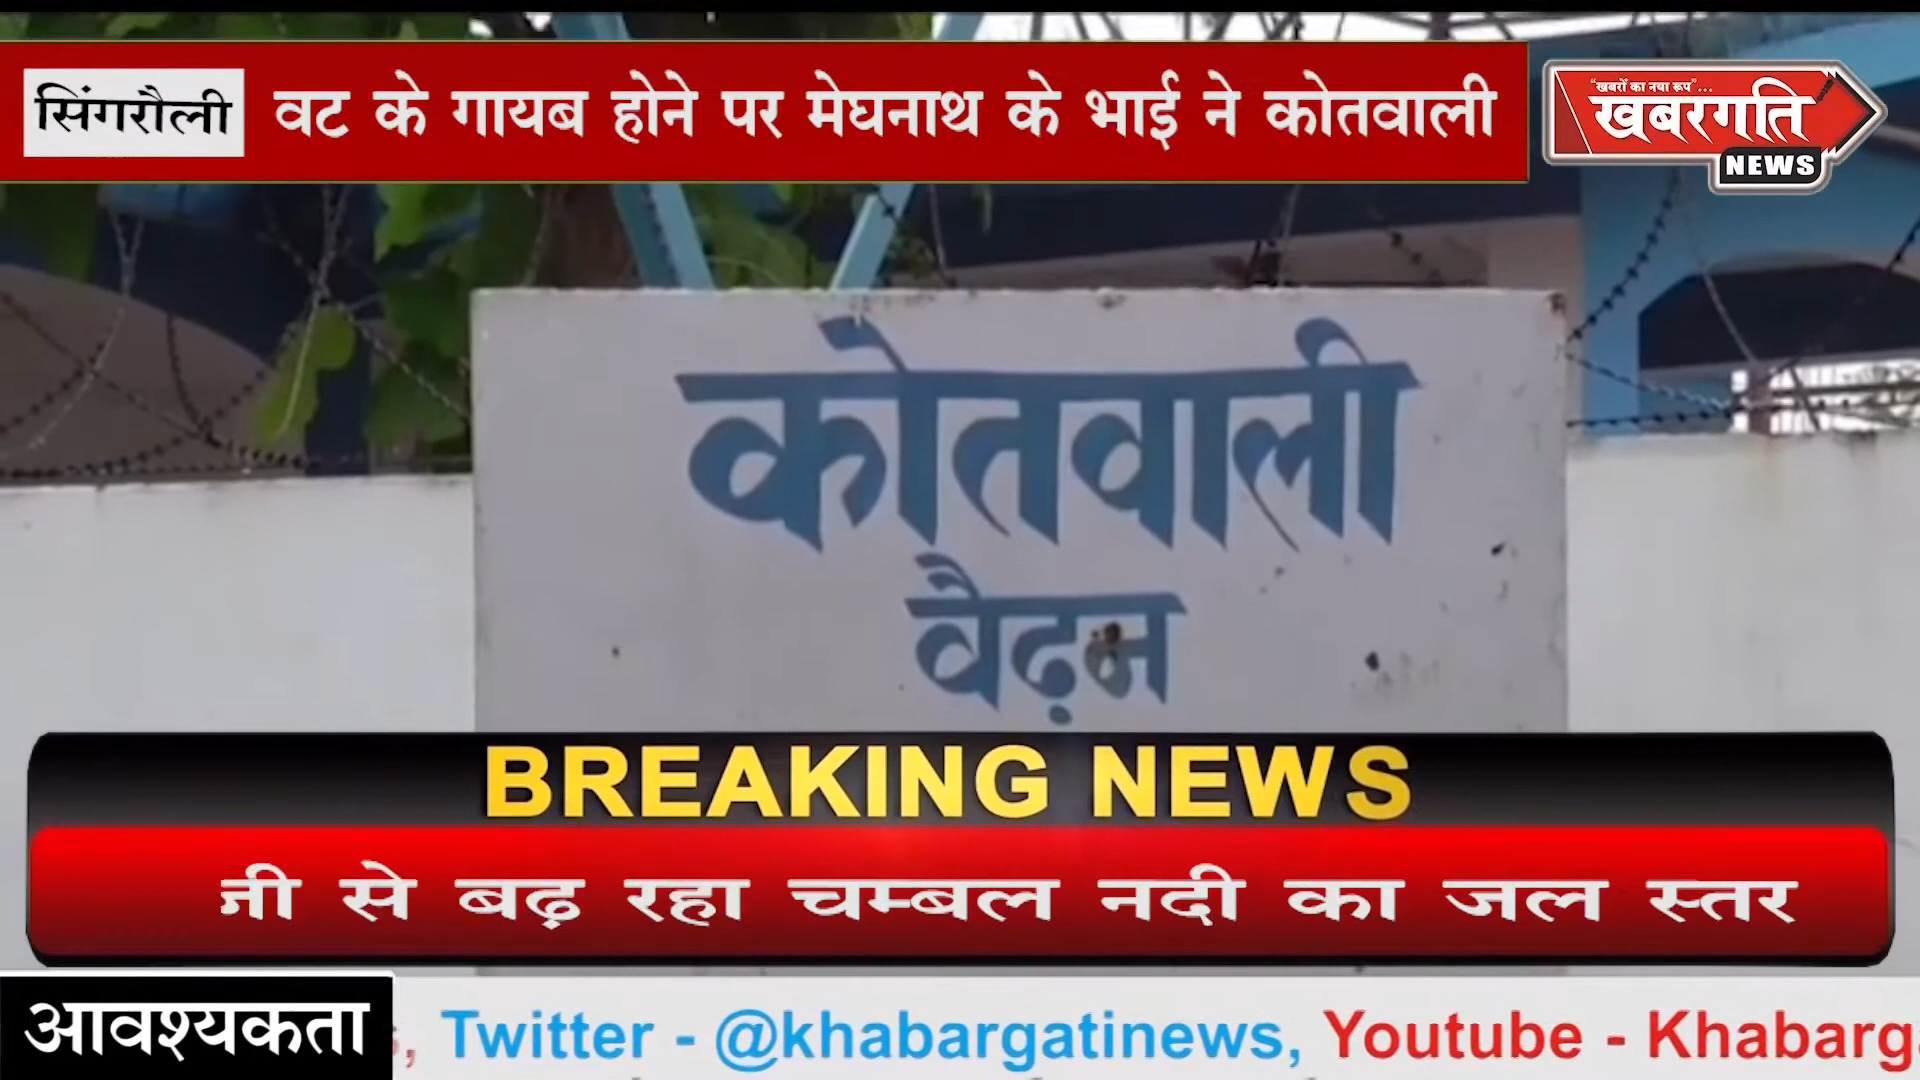 सिंगरौली
वट के गायब होने पर मेघनाथ के भाई ने कोतवाली
"खबरों का नया रूप"...
खबरगति
NEWS
कोतवाली
वैढ़न
BREAKING NEWS
से बढ़ रहा चम्बल नदी का जल स्तर
आवश्यकता
Twitter - @khabargatinews, Youtube -